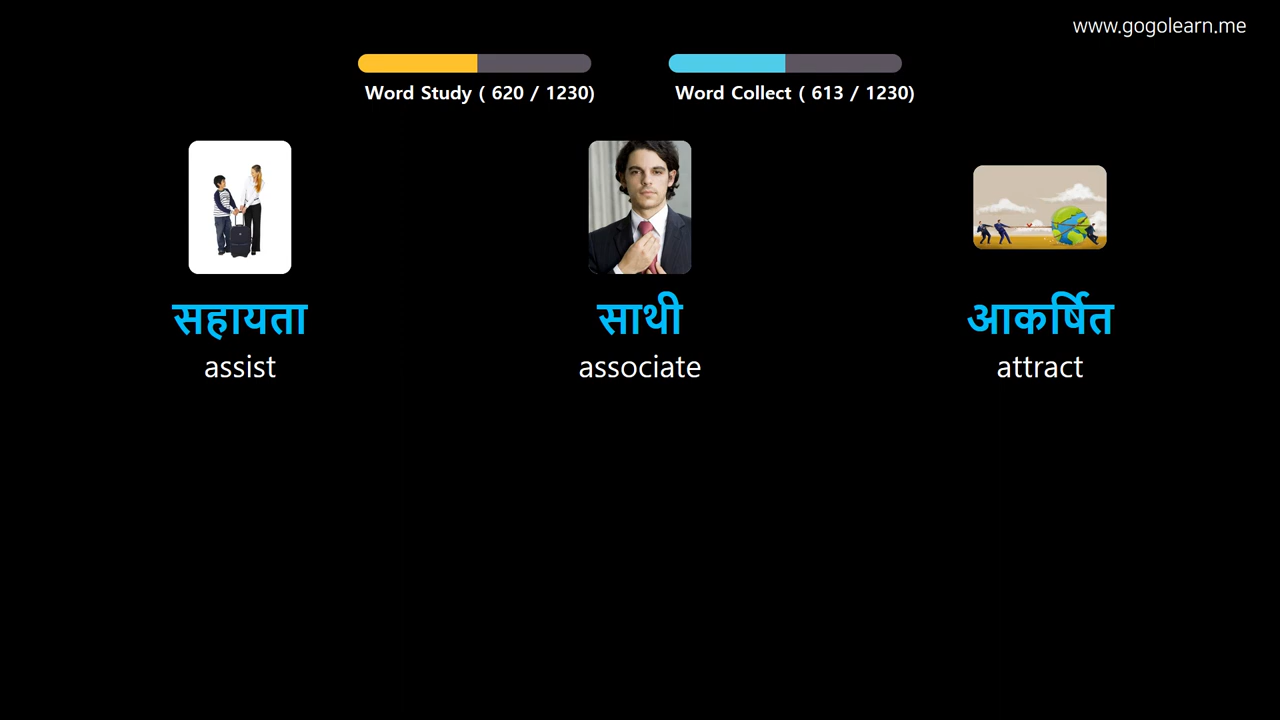 www.gogolearn.me
Word Study ( 620 / 1230)
Word Collect ( 613 / 1230)
सहायता
assist
साथी
associate
आकर्षित
attract